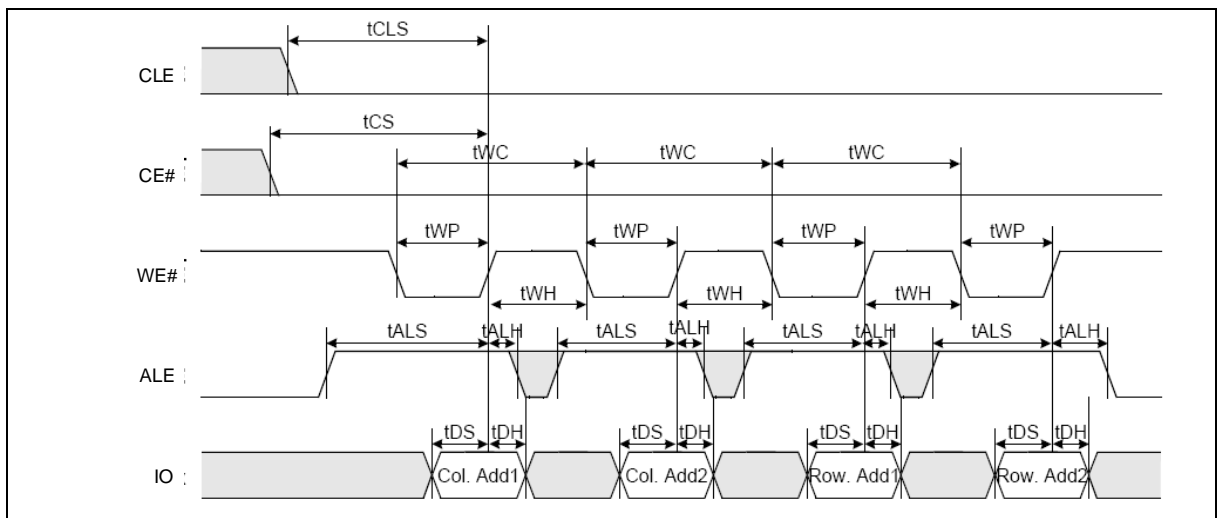 tCLS
CLE
tCS
CE#
tWC tWC tWC
tWP tWP tWP tWP
WE#
tWH tWH tWH
tALS tALH tALS tALH tALS tALH tALS tALH
ALE
tDS tDH tDS tDH tDS tDH tDS tDH
IO : Col. Add1 Col. Add2 Row. Add1 Row. Add2